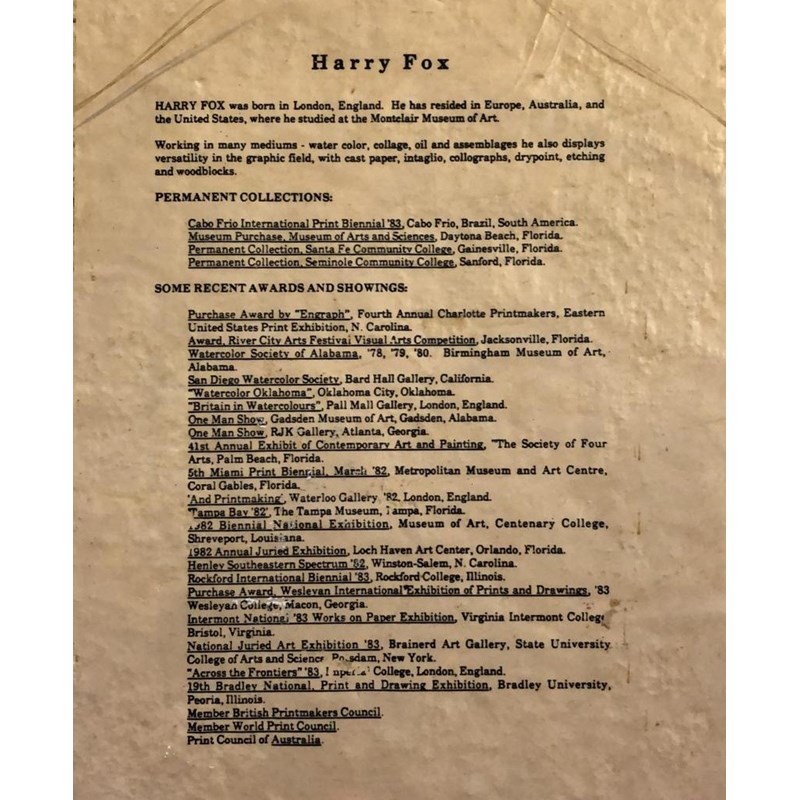 Harry Fox
HARRY FOX was born in London, England. He has resided in Europe, Australia, and
the United States, where he studied at the Montclair Museum of Art.
Working in many mediums - water color, collage, oil and assemblages he also displays
versatility in the graphic field, with cast paper, intaglio, collographs, drypoint, etching
and woodblocks.
PERMANENT COLLECTIONS:
Cabo Frio International Print Biennial '83, Cabo Frio, Brazil, South America.
Museum Purchase, Museum of Arts and Sciences, Daytona Beach, Florida.
Permanent Collection, Santa Fe Community College, Gainesville, Florida.
Permanent Collection, Seminole Community College, Sanford, Florida.
SOME RECENT AWARDS AND SHOWINGS:
Purchase Award by "Engraph", Fourth Annual Charlotte Printmakers, Eastern
United States Print Exhibition, N. Carolina.
Award, River City Arts Festival Visual Arts Competition, Jacksonville, Florida.
Watercolor Society of Alabama, '78, '79, '80. Birmingham Museum of Art,
Alabama.
San Diego Watercolor Society, Bard Hall Gallery, California.
"Watercolor Oklahoma", Oklahoma City, Oklahoma.
"Britain in Watercolours", Pall Mall Gallery, London, England.
One Man Show, Gadsden Museum of Art, Gadsden, Alabama.
One Man Show, RJK Gallery, Atlanta, Georgia.
41st Annual Exhibit of Contemporary Art and Painting, "The Society of Four
Arts, Palm Beach, Florida.
5th Miami Print Biennial, March '82, Metropolitan Museum and Art Centre,
Coral Gables, Florida.
'And Printmaking', Waterloo Gallery '82, London, England.
'Tampa Bay '82', The Tampa Museum, Tampa, Florida.
1982 Biennial National Exhibition, Museum of Art, Centenary College,
Shreveport, Louisiana.
1982 Annual Juried Exhibition, Loch Haven Art Center, Orlando, Florida.
Henley Southeastern Spectrum '82, Winston-Salem, N. Carolina.
Rockford International Biennial '83, Rockford College, Illinois.
Purchase Award, Wesleyan International Exhibition of Prints and Drawings, '83
Wesleyan College, Macon, Georgia.
Intermont National '83 Works on Paper Exhibition, Virginia Intermont College
Bristol, Virginia.
National Juried Art Exhibition '83, Brainerd Art Gallery, State University
College of Arts and Science Potsdam, New York.
"Across the Frontiers" '83, Imperial College, London, England.
19th Bradley National, Print and Drawing Exhibition, Bradley University,
Peoria, Illinois.
Member British Printmakers Council.
Member World Print Council.
Print Council of Australia.